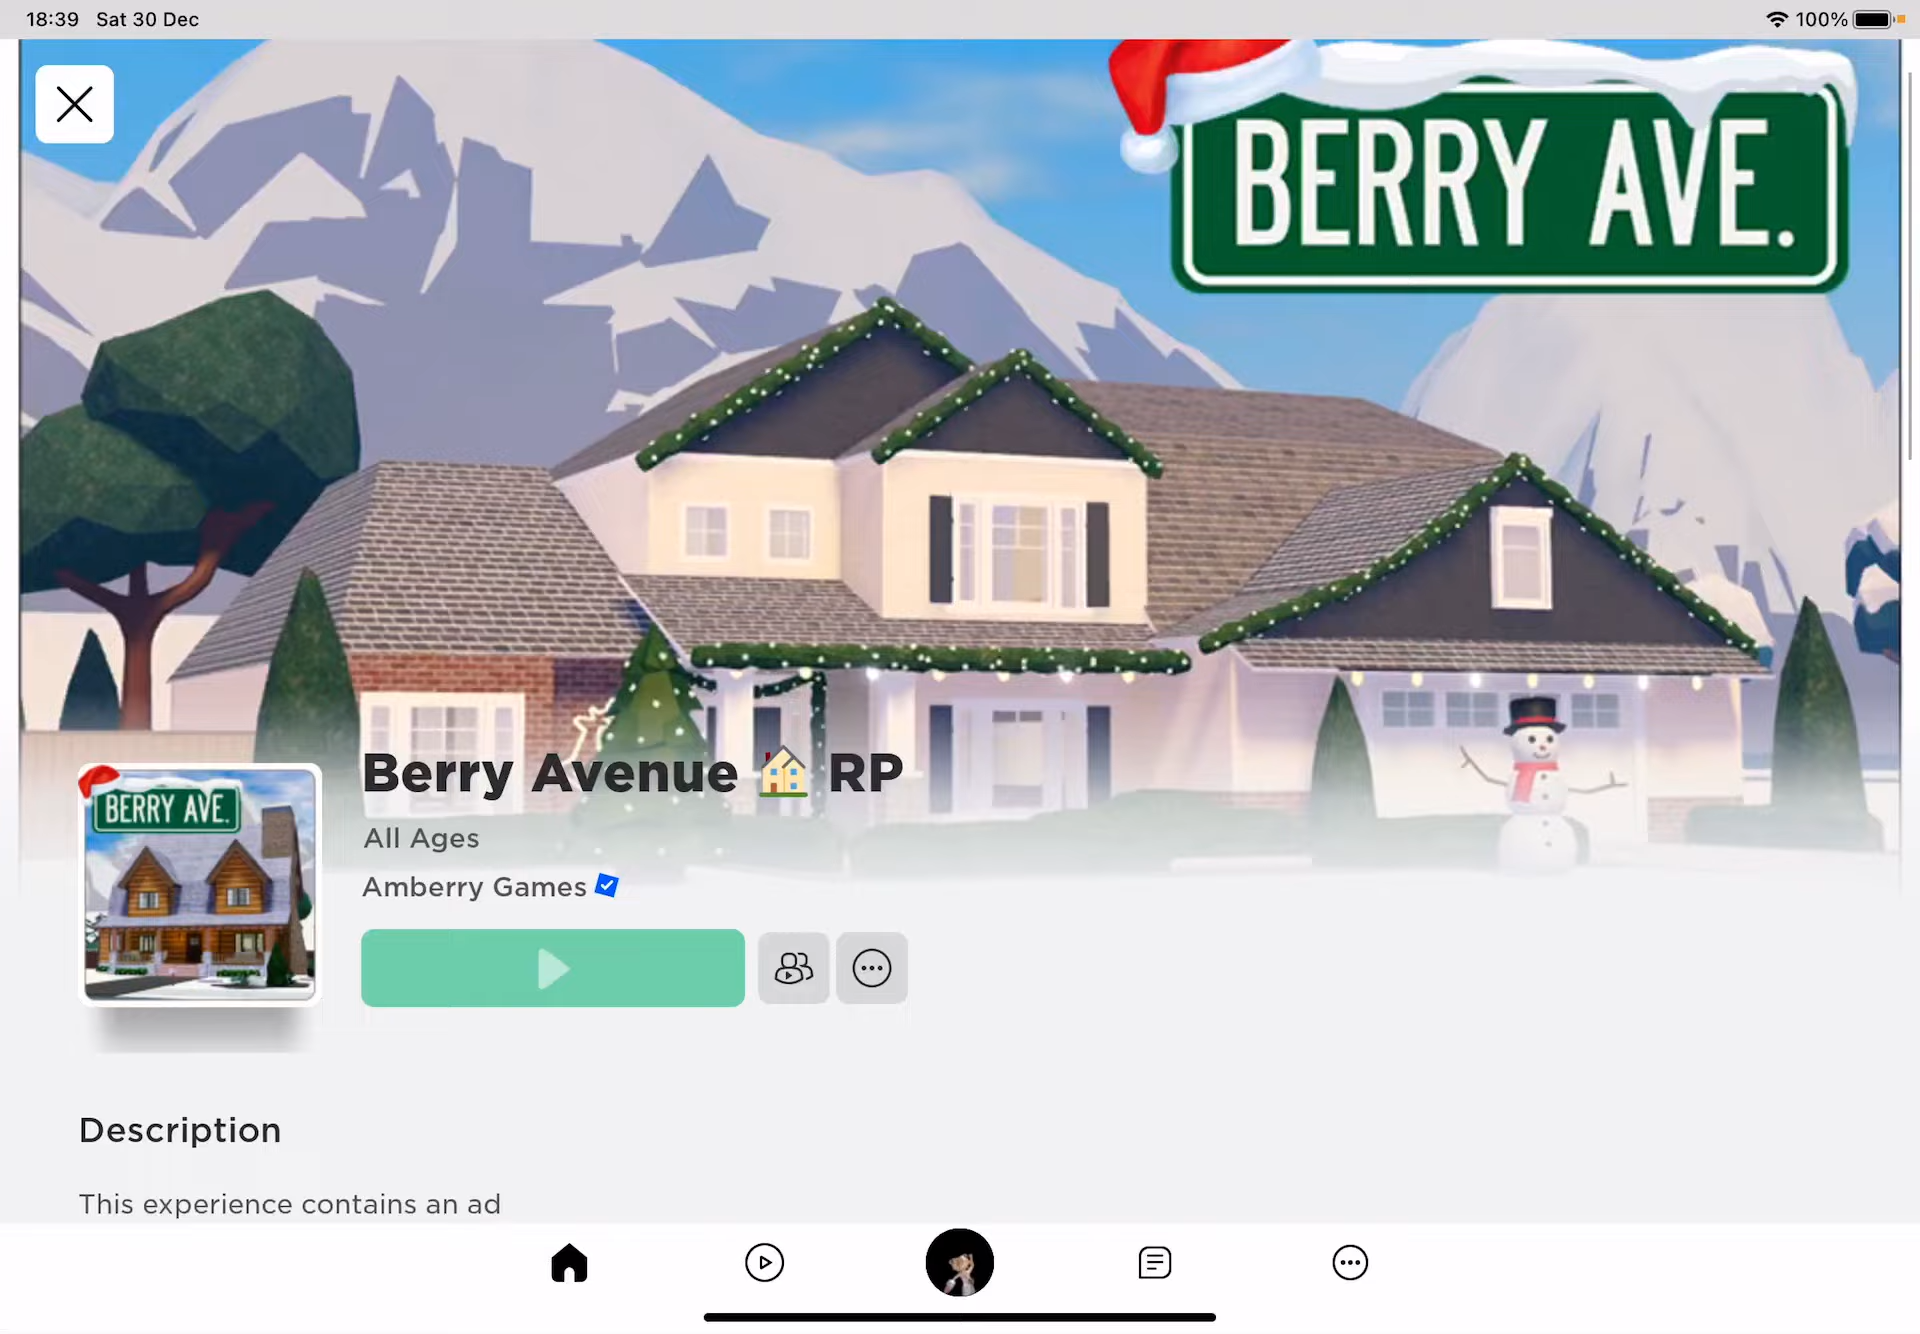 18:39 Sat 30 Dec
100%
BERRY AVE.
Berry Avenue 🏠 RP
BERRY AVE.
All Ages
Amberry Games
Description
This experience contains an ad